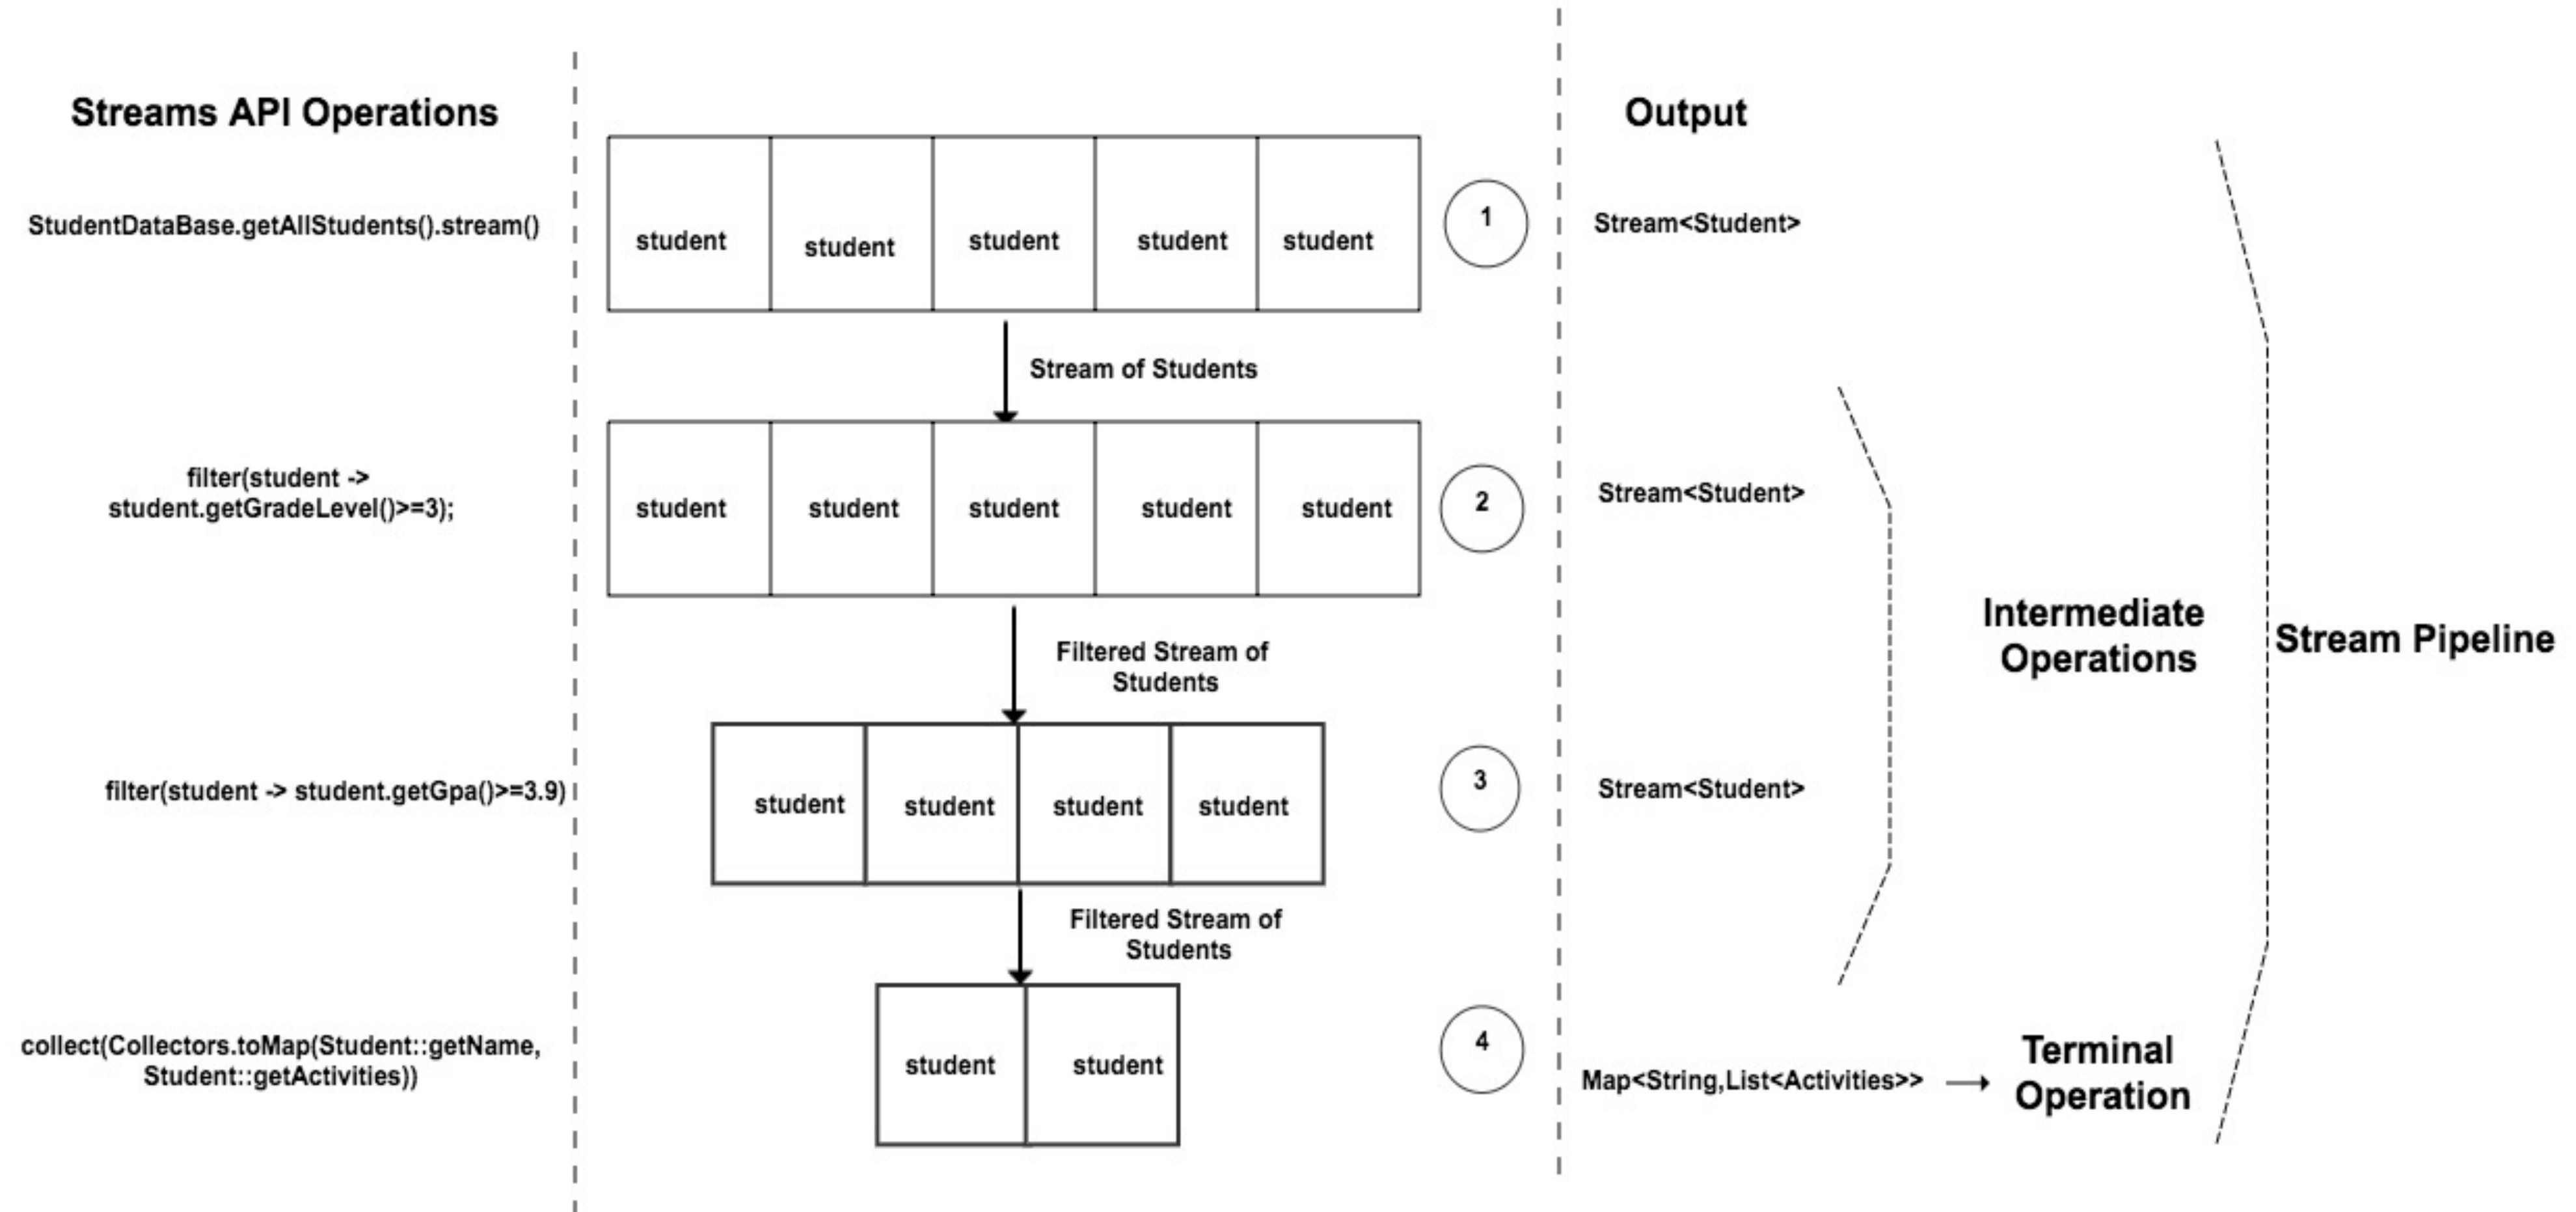 Streams API Operations
Output
StudentDataBase.getAllStudents().stream()
student
student
student
student
student
1
Stream<Student>
Stream of Students
filter(student ->
student.getGradeLevel()>=3);
student
student
student
student
student
2
Stream<Student>
Intermediate
Operations
Stream Pipeline
Filtered Stream of
Students
filter(student -> student.getGpa()>=3.9)
student
student
student
student
3
Stream<Student>
Filtered Stream of
Students
collect(Collectors.toMap(Student::getName,
Student::getActivities))
student
student
4
Map<String,List<Activities>>
Terminal
Operation